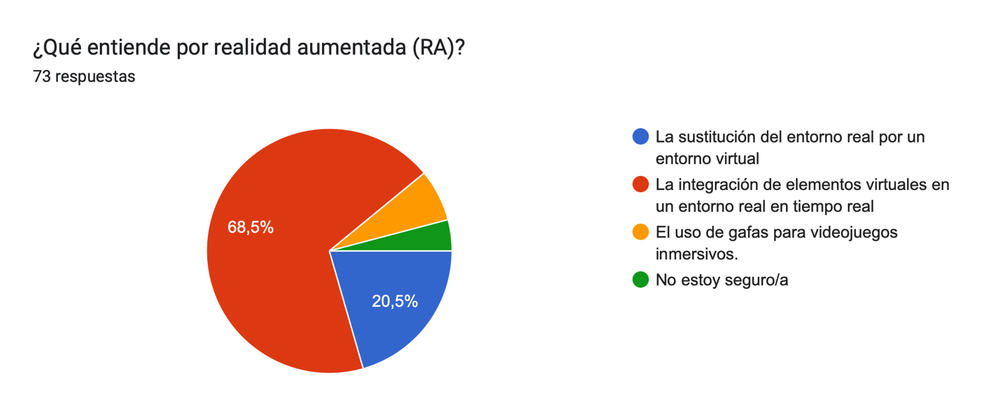 ¿Qué entiende por realidad aumentada (RA)?
73 respuestas
68,5%
20,5%
La sustitución del entorno real por un
entorno virtual
La integración de elementos virtuales en
un entorno real en tiempo real
El uso de gafas para videojuegos
inmersivos.
No estoy seguro/a